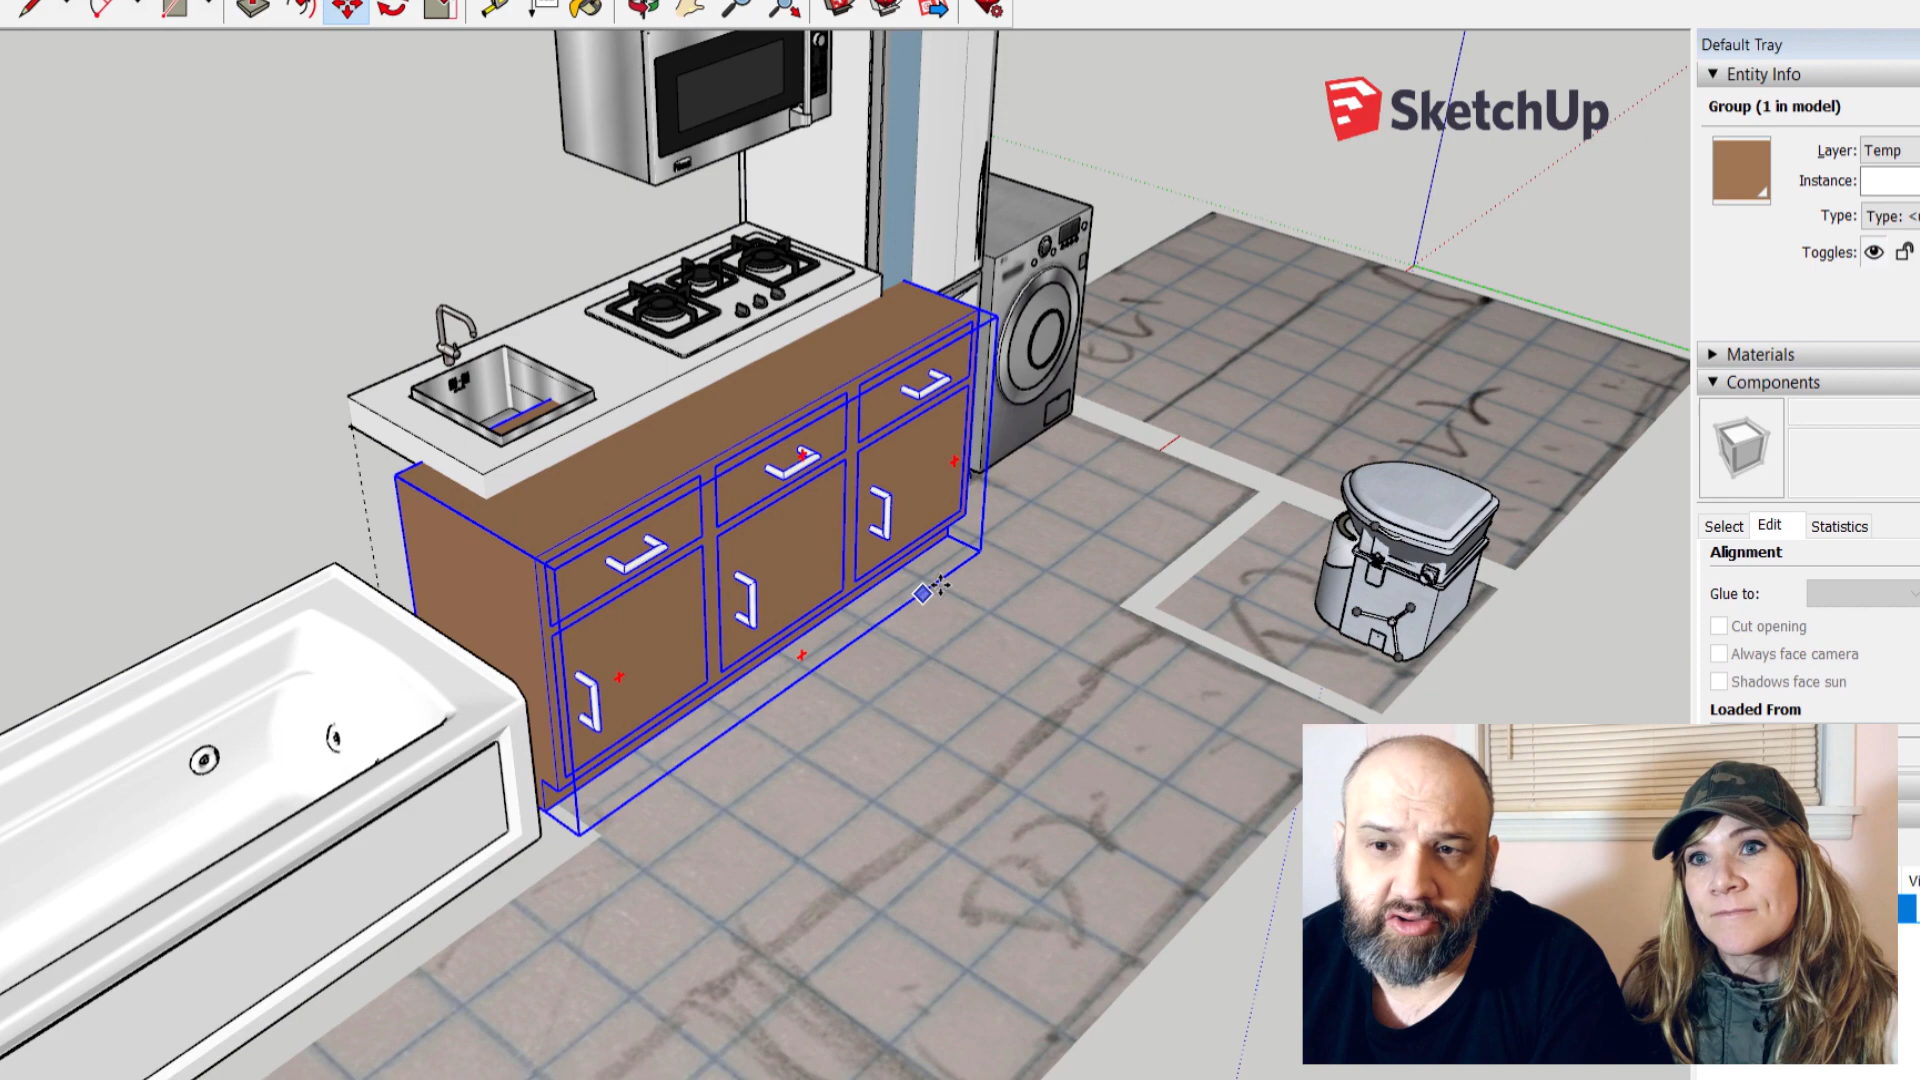 Default Tray
Entity Info
SketchUp
Group (1 in model)
Layer: Temp
Instance:
Type: Type: <
Toggles:
Materials
Components
Select Edit Statistics
Alignment
Glue to:
Cut opening
Always face camera
Shadows face sun
Loaded From